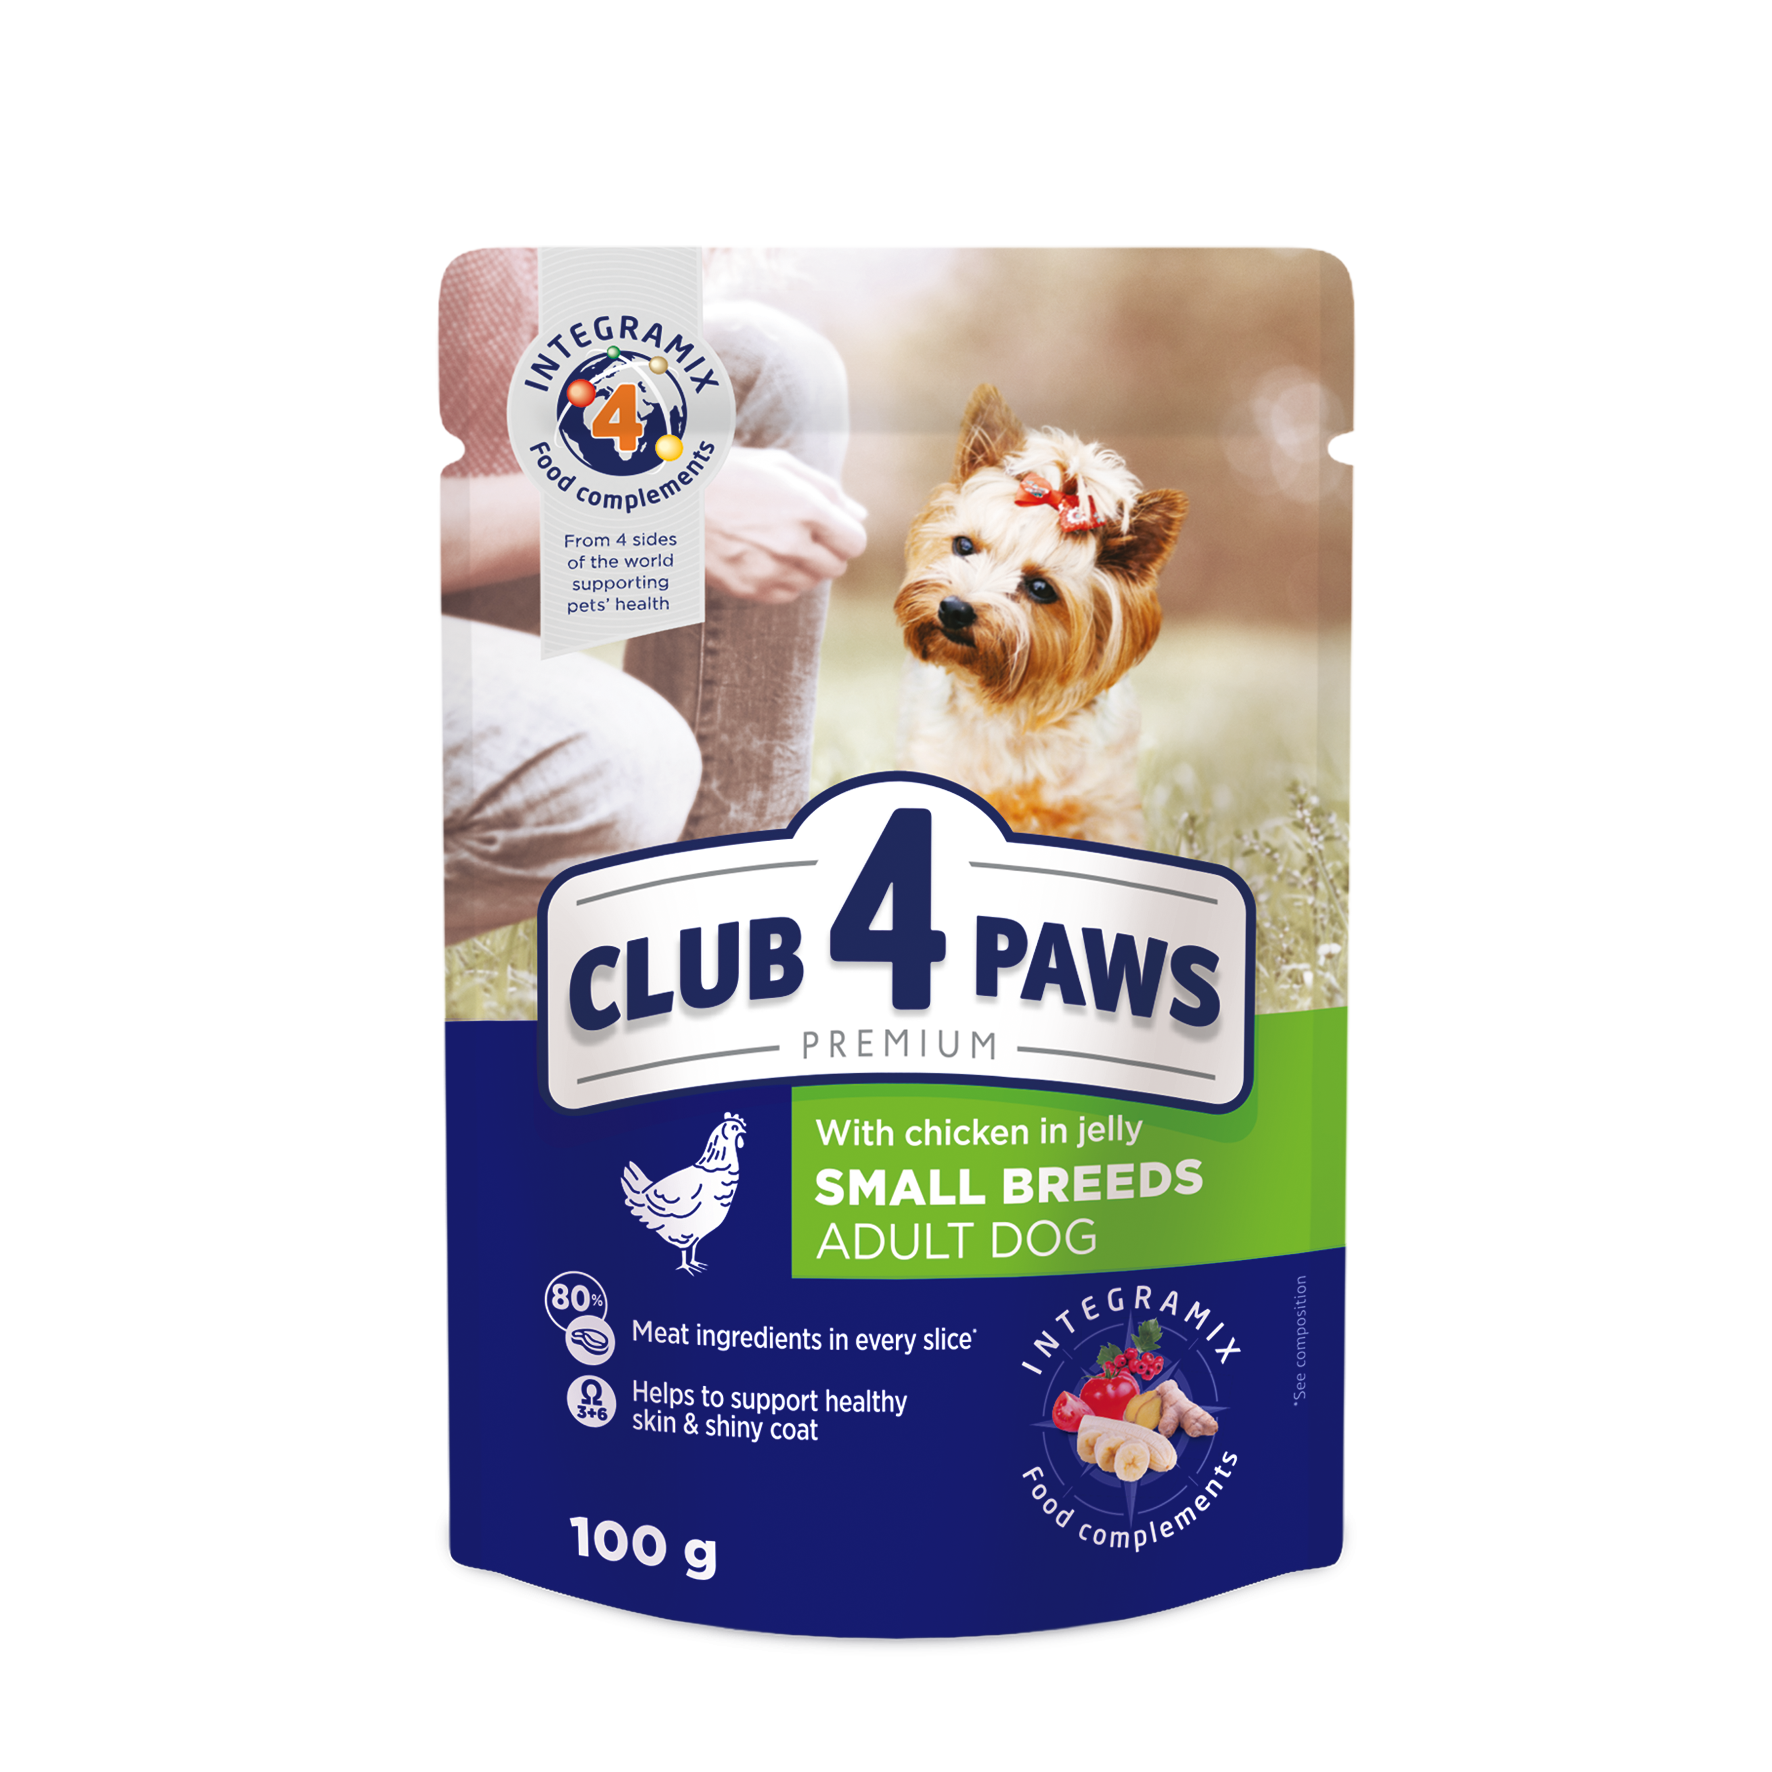 INTEGRAMIX
4
Food complements
From 4 sides
of the world
supporting
pets' health
CLUB 4 PAWS
PREMIUM
With chicken in jelly
SMALL BREEDS
ADULT DOG
80%
Meat ingredients in every slice*
Ω
3+6
Helps to support healthy
skin & shiny coat
INTEGRAMIX
Food complements
*See composition
100 g